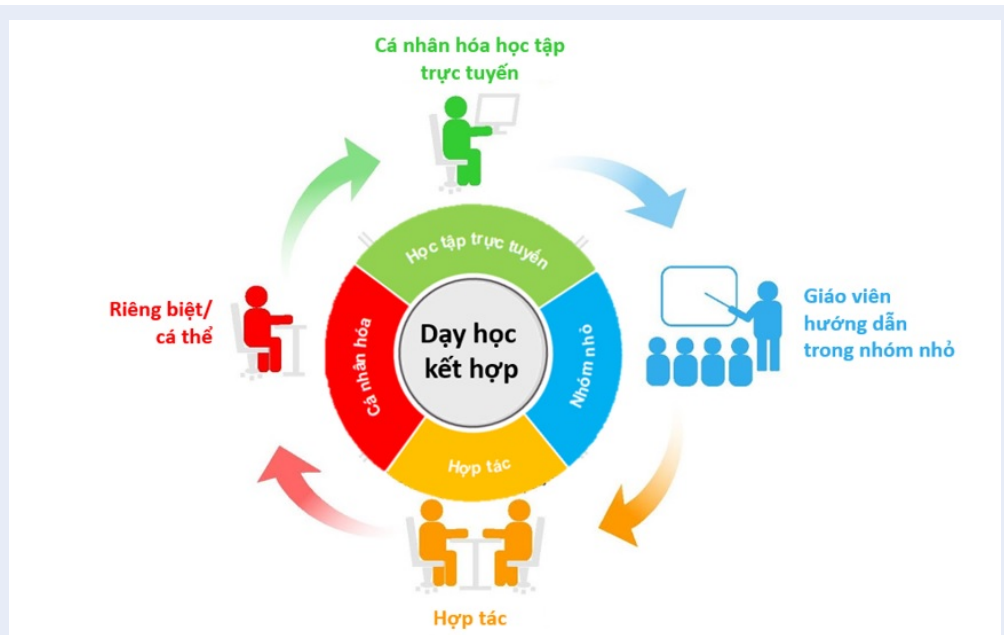 Cá nhân hóa học tập
trực tuyến
Học tập trực tuyến
Riêng biệt/
cá thể
Cá nhân hóa
Dạy học
kết hợp
Nhóm nhỏ
Giáo viên
hướng dẫn
trong nhóm nhỏ
Hợp tác
Hợp tác